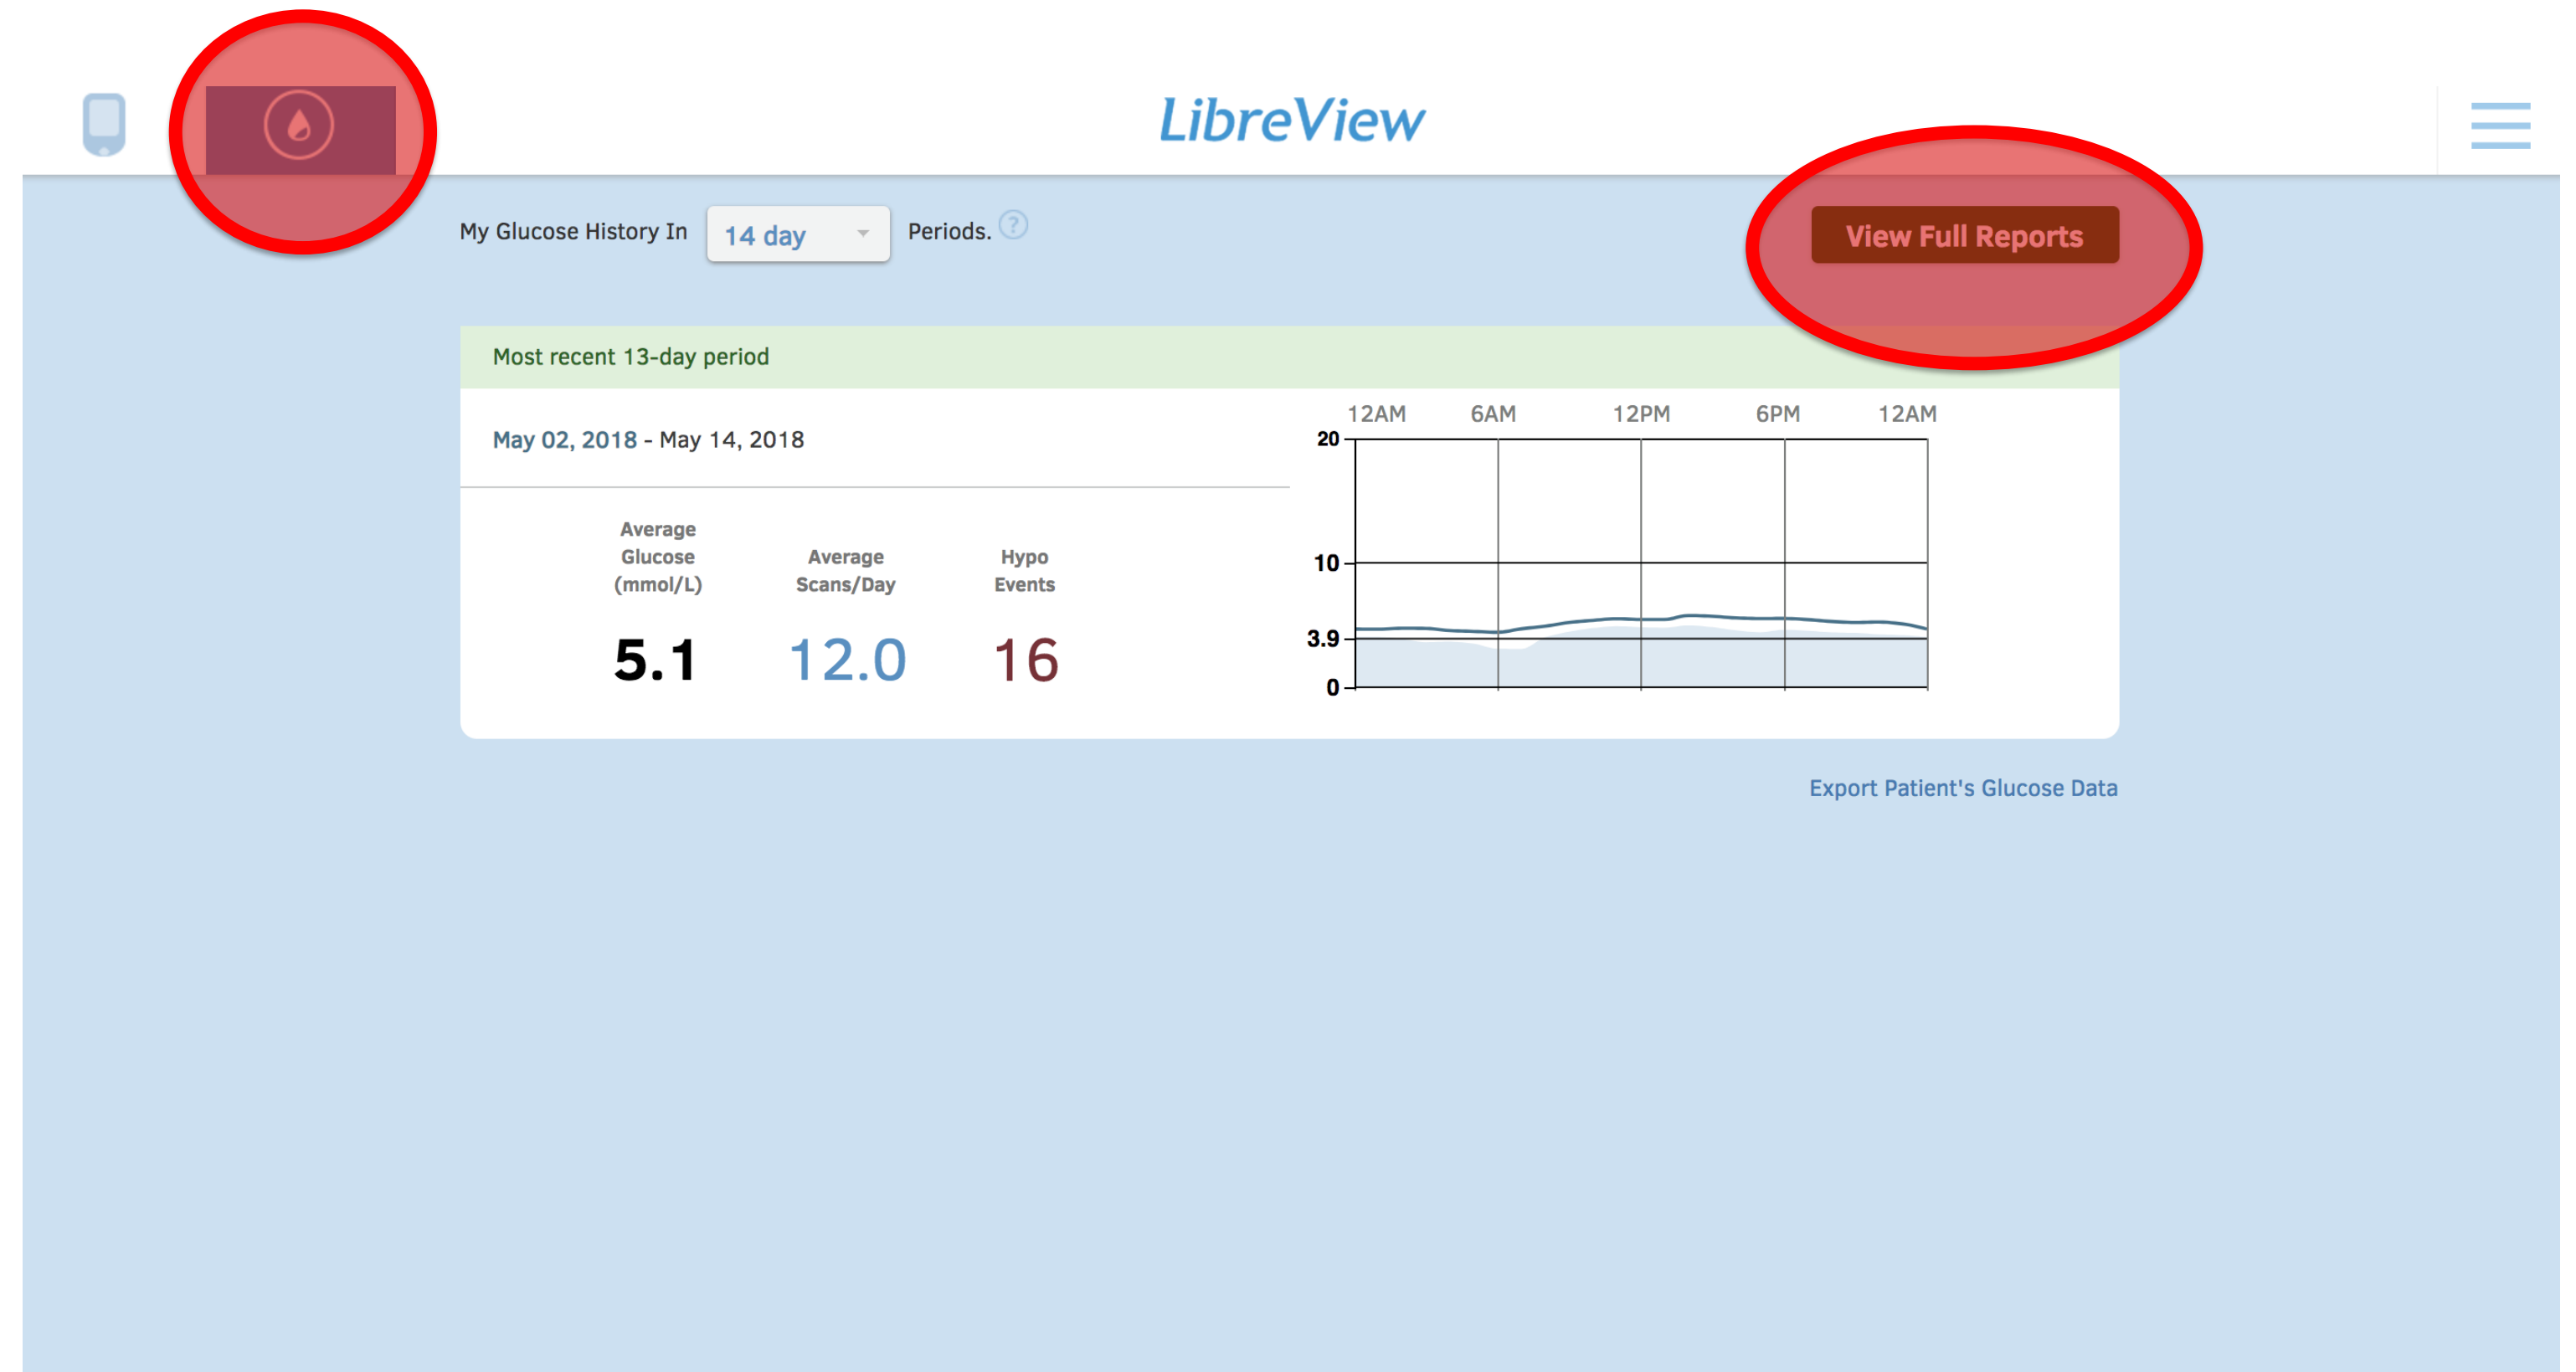 LibreView
My Glucose History In 14 day Periods. ?
View Full Reports
Most recent 13-day period
May 02, 2018 - May 14, 2018
Average
Glucose
(mmol/L)
Average
Scans/Day
Hypo
Events
5.1 12.0 16
12AM 6AM 12PM 6PM 12AM
20
10
3.9
0
Export Patient's Glucose Data